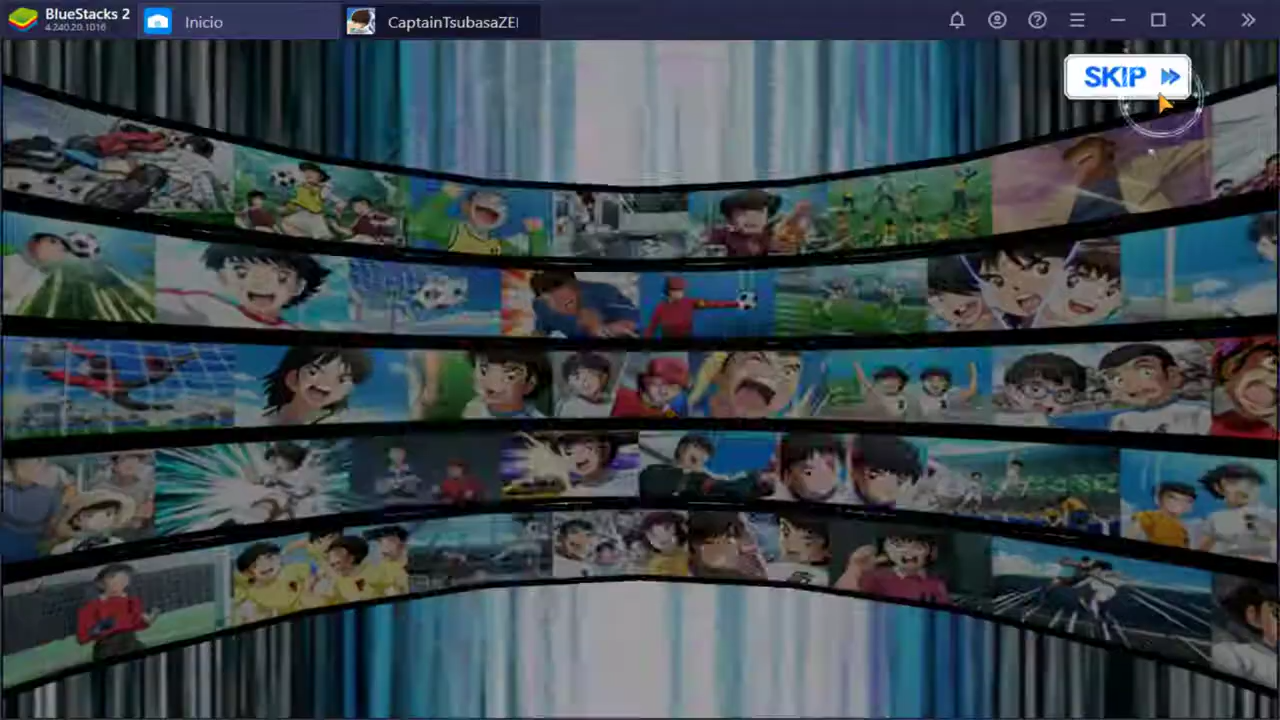 BlueStacks 2
4.240.20.1016
Inicio
CaptainTsubasaZE
SKIP